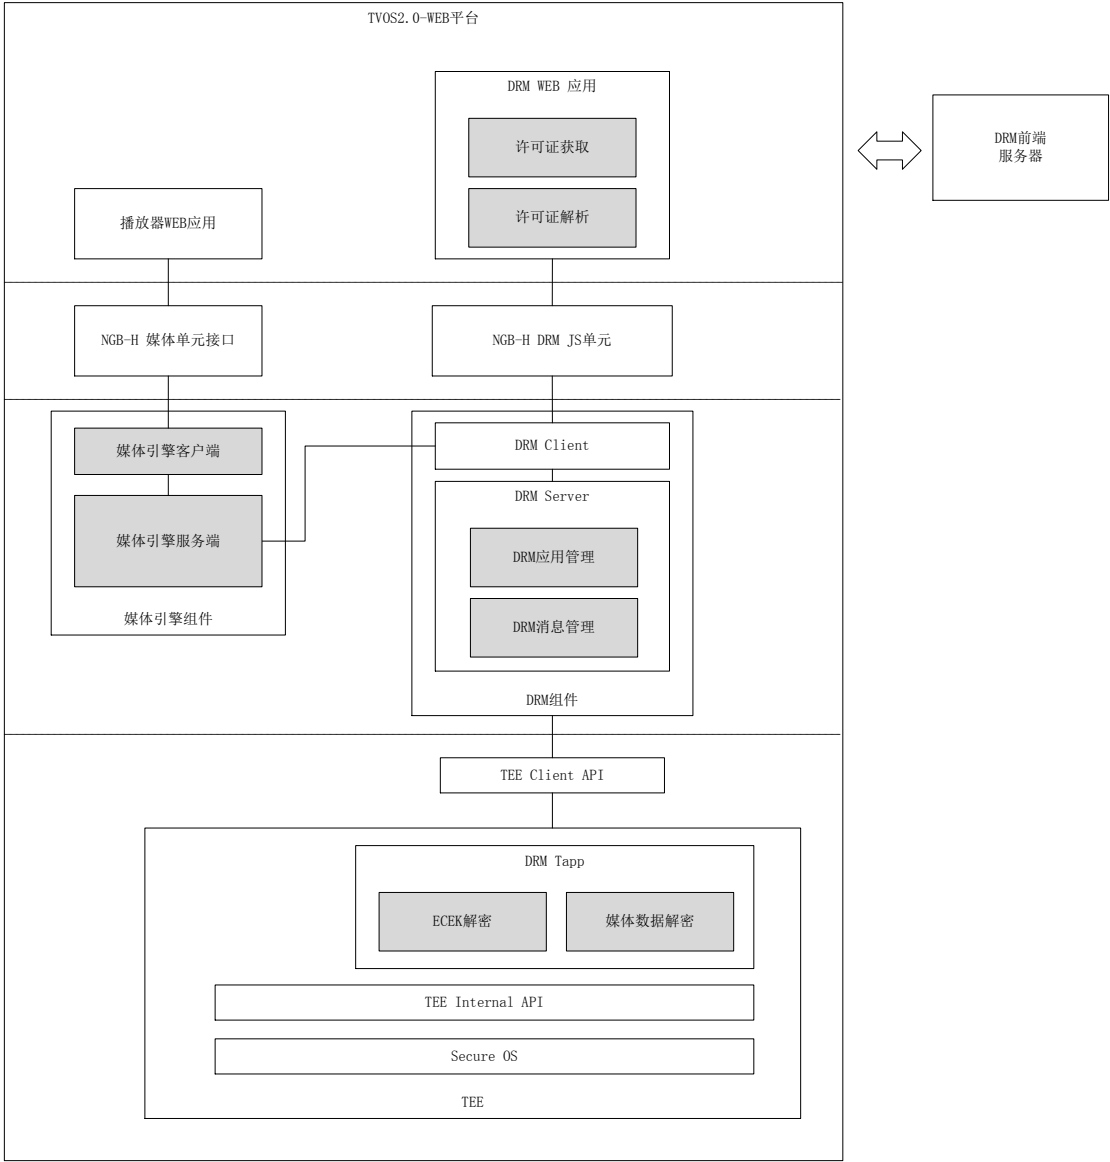 TVOS2.0-WEB平台
DRM WEB 应用
许可证获取
许可证解析
DRM前端
服务器
播放器WEB应用
NGB-H 媒体单元接口
NGB-H DRM JS单元
媒体引擎客户端
媒体引擎服务端
媒体引擎组件
DRM Client
DRM Server
DRM应用管理
DRM消息管理
DRM组件
TEE Client API
DRM Tapp
ECEK解密
媒体数据解密
TEE Internal API
Secure OS
TEE